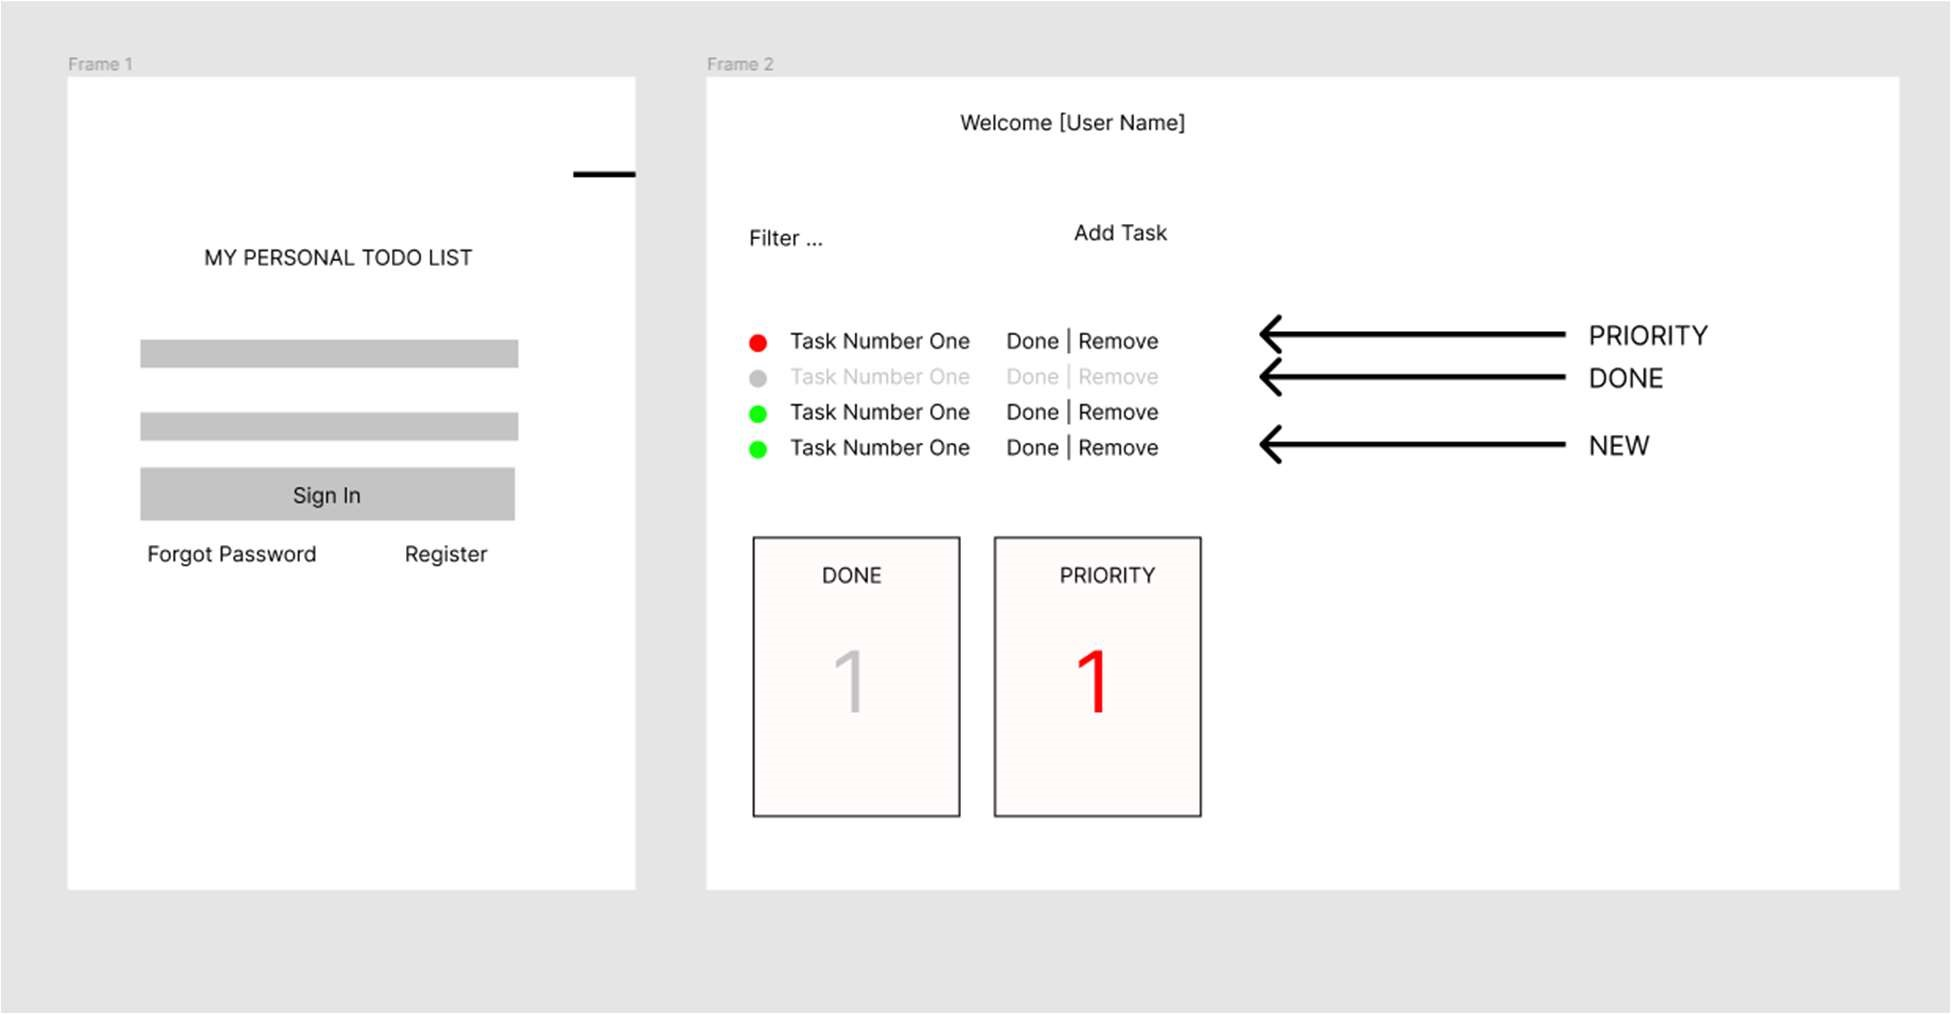 Frame 1
MY PERSONAL TODO LIST
Sign In
Forgot Password Register
Frame 2
Welcome [User Name]
Filter ... Add Task
Task Number One Done | Remove PRIORITY
Task Number One Done | Remove DONE
Task Number One Done | Remove
Task Number One Done | Remove NEW
DONE PRIORITY
1 1